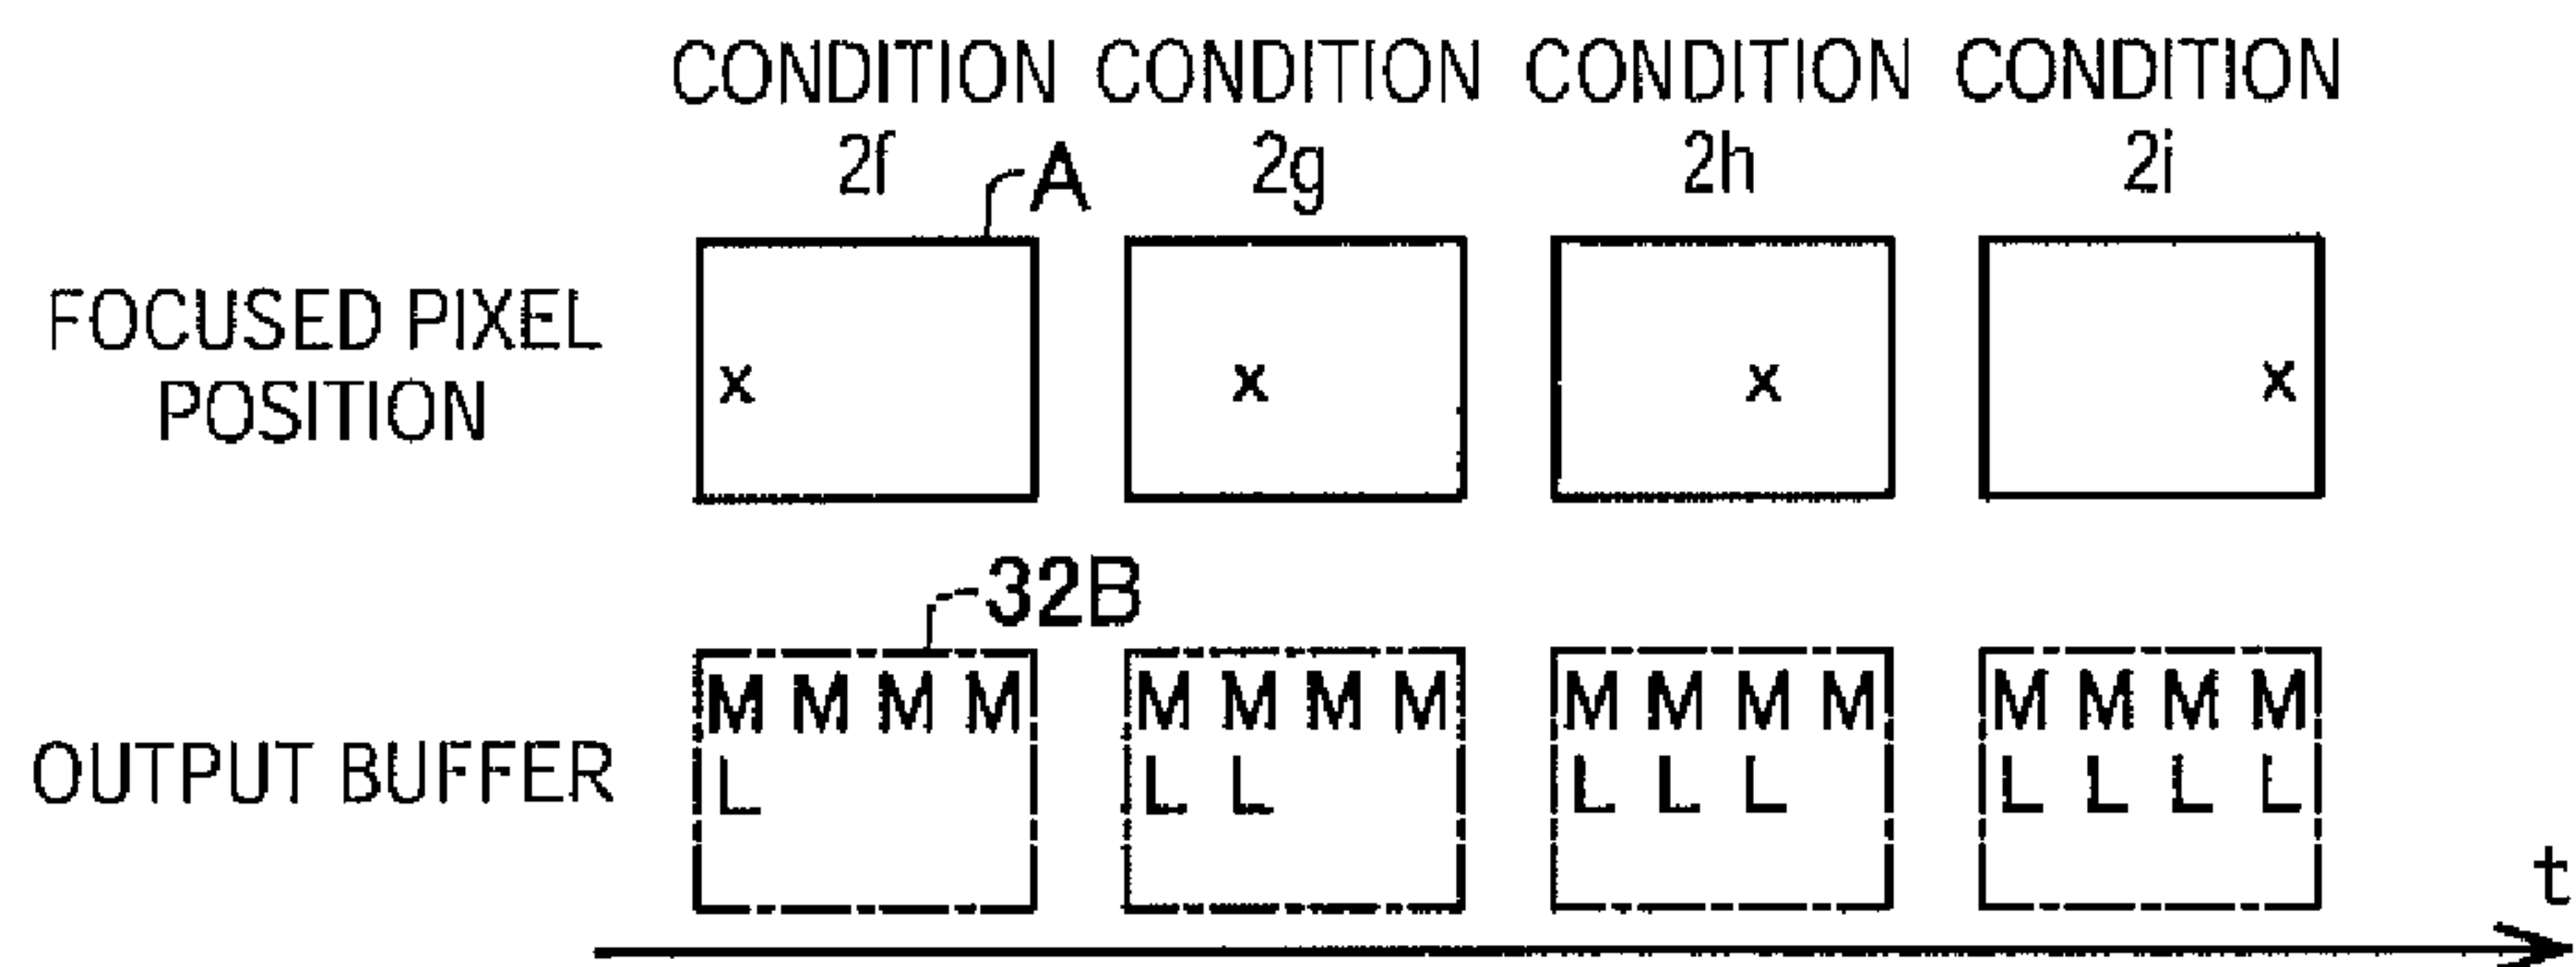 CONDITION CONDITION CONDITION CONDITION
2f 2g 2h 2i
A
FOCUSED PIXEL
POSITION
x x x x
32B
M M M M M M M M M M M M M M M M
OUTPUT BUFFER
L L L L L L L L L L
t